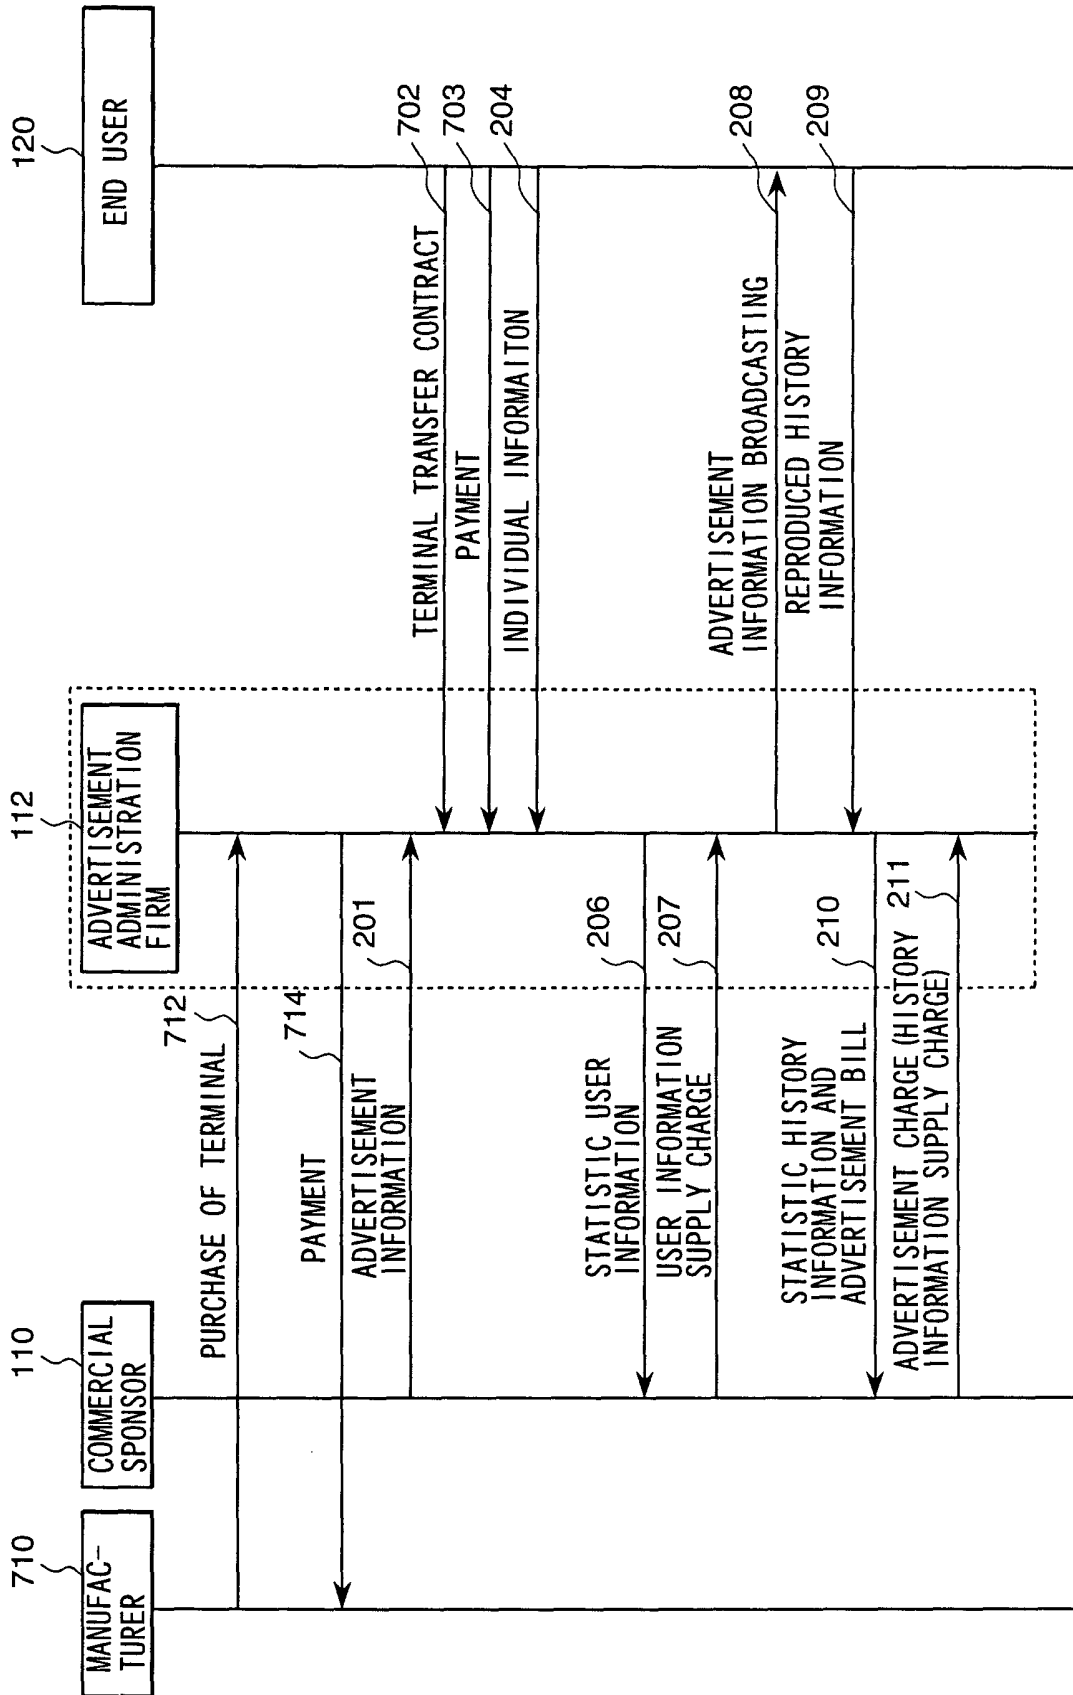 710
MANUFAC-
TURER
110
COMMERCIAL
SPONSOR
112
ADVERTISEMENT
ADMINISTRATION
FIRM
120
END USER
PURCHASE OF TERMINAL
712
PAYMENT
714
ADVERTISEMENT
INFORMATION
201
TERMINAL TRANSFER CONTRACT
702
PAYMENT
703
INDIVIDUAL INFORMAITON
204
STATISTIC USER
INFORMATION
206
USER INFORMATION
SUPPLY CHARGE
207
ADVERTISEMENT
INFORMATION BROADCASTING
208
REPRODUCED HISTORY
INFORMATION
209
STATISTIC HISTORY
INFORMATION AND
ADVERTISEMENT BILL
210
ADVERTISEMENT CHARGE (HISTORY
INFORMATION SUPPLY CHARGE)
211